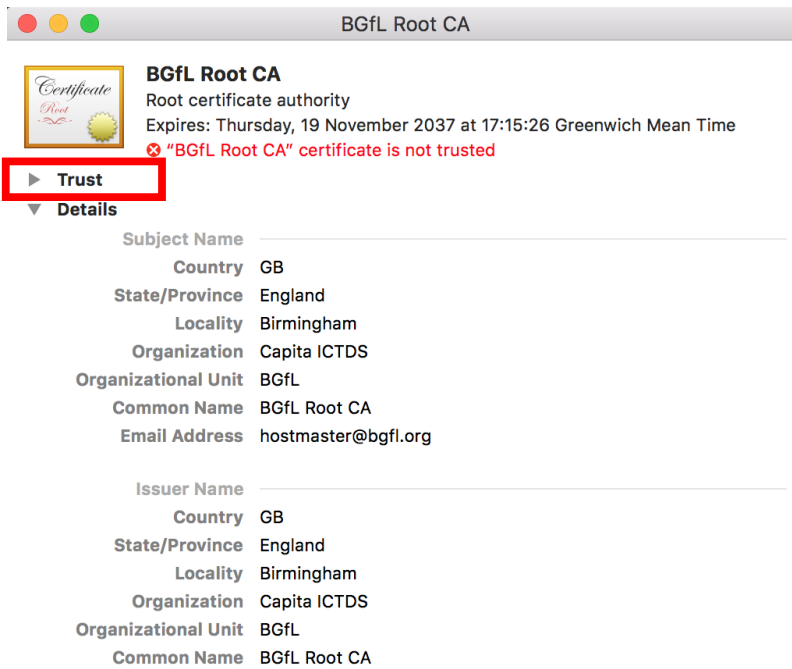 BGfL Root CA
Certificate
Root
BGfL Root CA
Root certificate authority
Expires: Thursday, 19 November 2037 at 17:15:26 Greenwich Mean Time
“BGfL Root CA” certificate is not trusted
Trust
Details
Subject Name
Country GB
State/Province England
Locality Birmingham
Organization Capita ICTDS
Organizational Unit BGfL
Common Name BGfL Root CA
Email Address hostmaster@bgfl.org
Issuer Name
Country GB
State/Province England
Locality Birmingham
Organization Capita ICTDS
Organizational Unit BGfL
Common Name BGfL Root CA